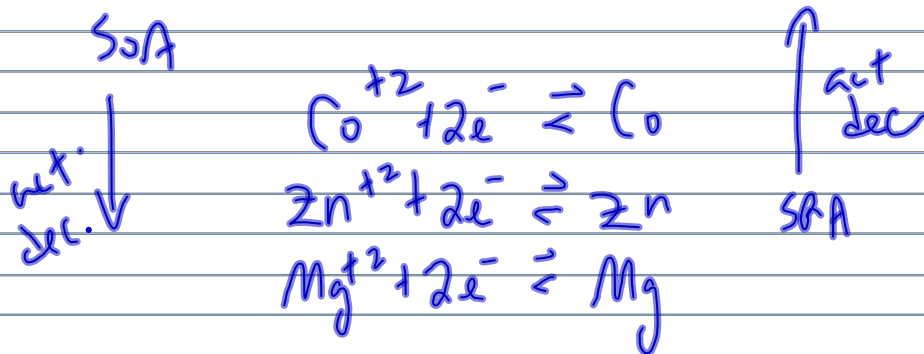 SOA
Co⁺² + 2e⁻ ⇌ Co
act. dec.
act dec
Zn⁺² + 2e⁻ ⇌ Zn
SRA
Mg⁺² + 2e⁻ ⇌ Mg